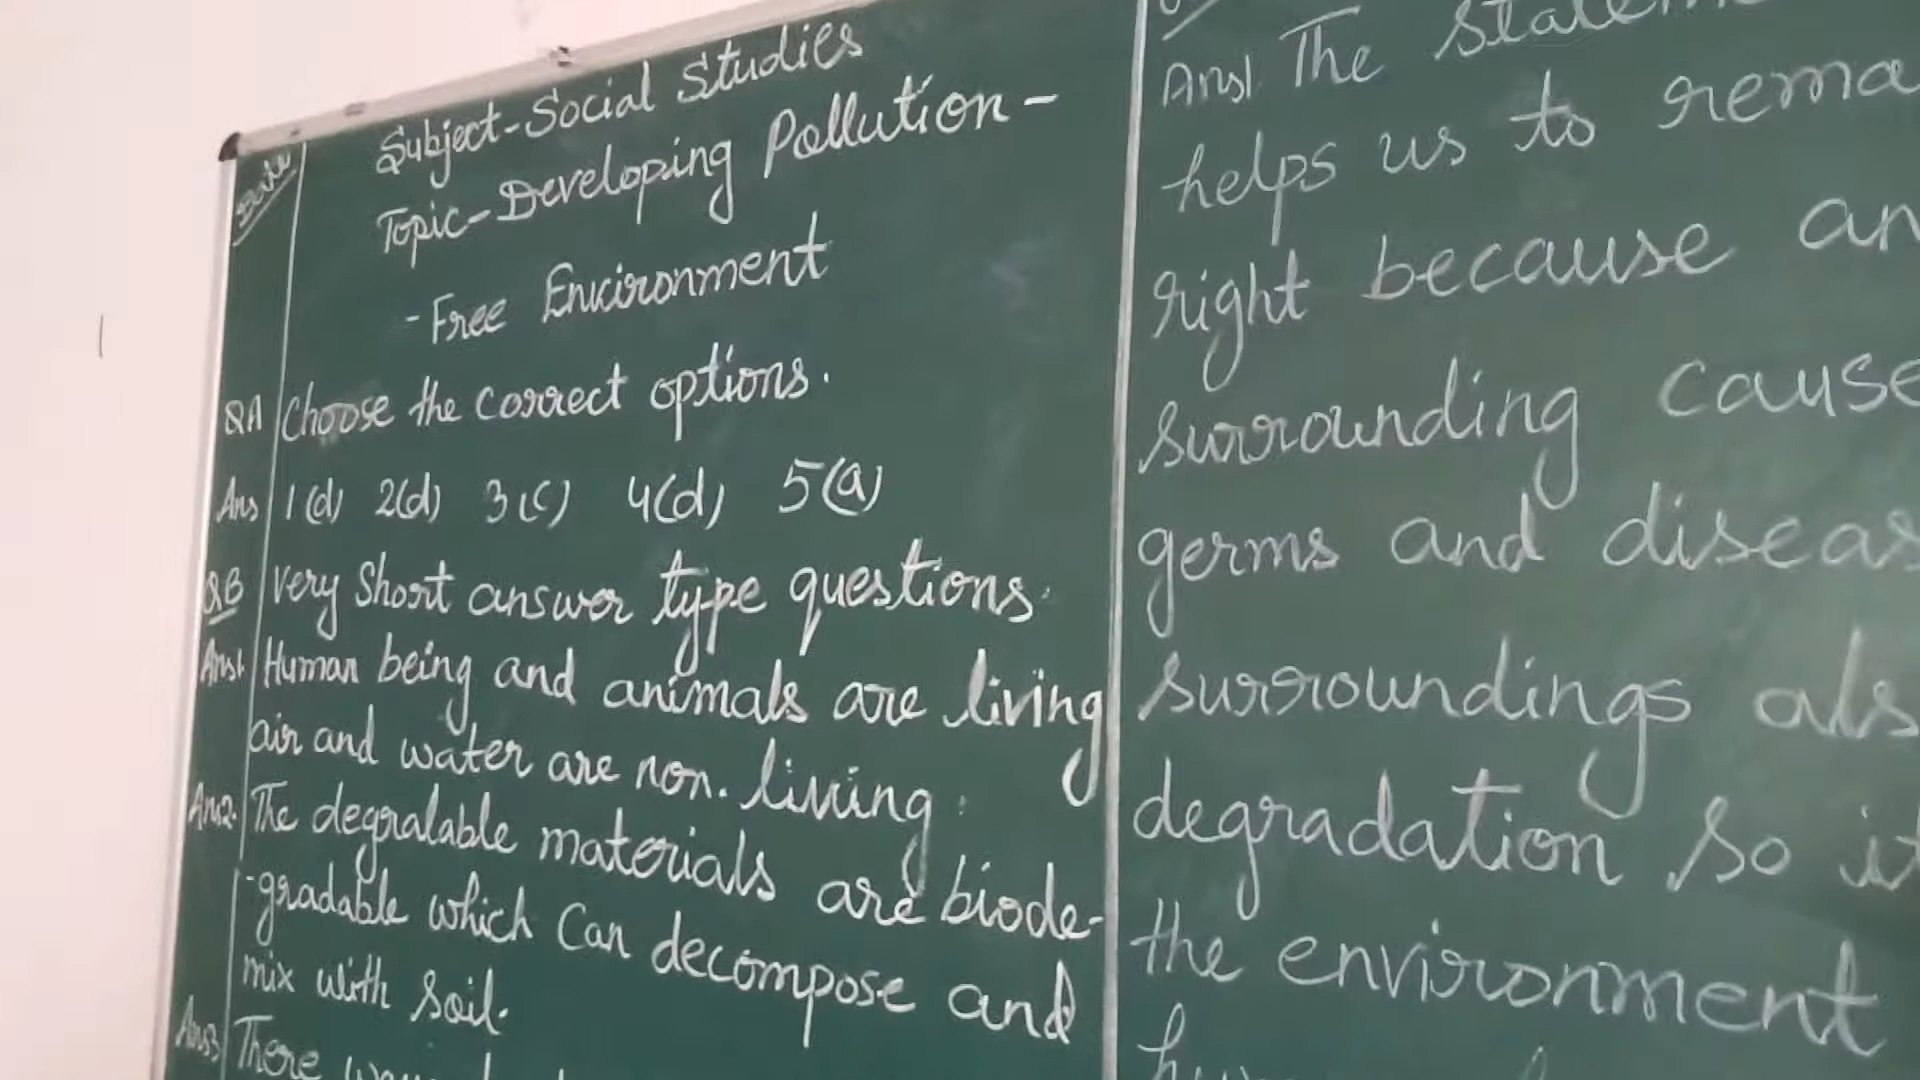 Date
Subject-Social Studies
Topic-Developing Pollution-
-Free Environment
QA Choose the correct options.
Ans 1(d) 2(d) 3(c) 4(d) 5(a)
QB Very Short answer type questions.
Ans1. Human being and animals are living
air and water are non. living.
Ans2. The degralable materials are biode-
-gradable which Can decompose and
mix with Soil.
Ans3 There
Ans1. The
helps us to
right because
surrounding
germs and
surroundings
degradation So
the environment